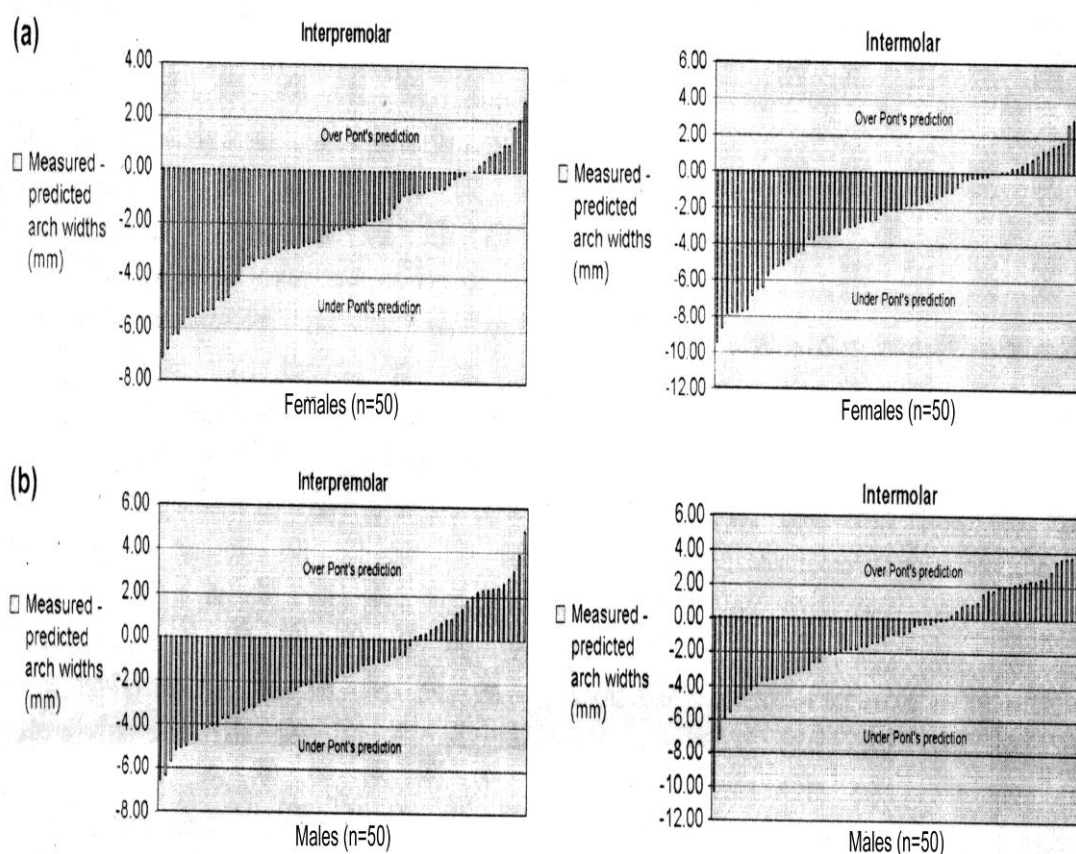 (a)
Interpremolar
4.00
2.00
0.00
-2.00
-4.00
-6.00
-8.00
Over Pont's prediction
Under Pont's prediction
Measured -
predicted
arch widths
(mm)
Females (n=50)
Intermolar
6.00
4.00
2.00
0.00
-2.00
-4.00
-6.00
-8.00
-10.00
-12.00
Over Pont's prediction
Under Pont's prediction
Measured -
predicted
arch widths
(mm)
Females (n=50)
(b)
Interpremolar
6.00
4.00
2.00
0.00
-2.00
-4.00
-6.00
-8.00
Over Pont's prediction
Under Pont's prediction
Measured -
predicted
arch widths
(mm)
Males (n=50)
Intermolar
6.00
4.00
2.00
0.00
-2.00
-4.00
-6.00
-8.00
-10.00
-12.00
Over Pont's prediction
Under Pont's prediction
Measured -
predicted
arch widths
(mm)
Males (n=50)